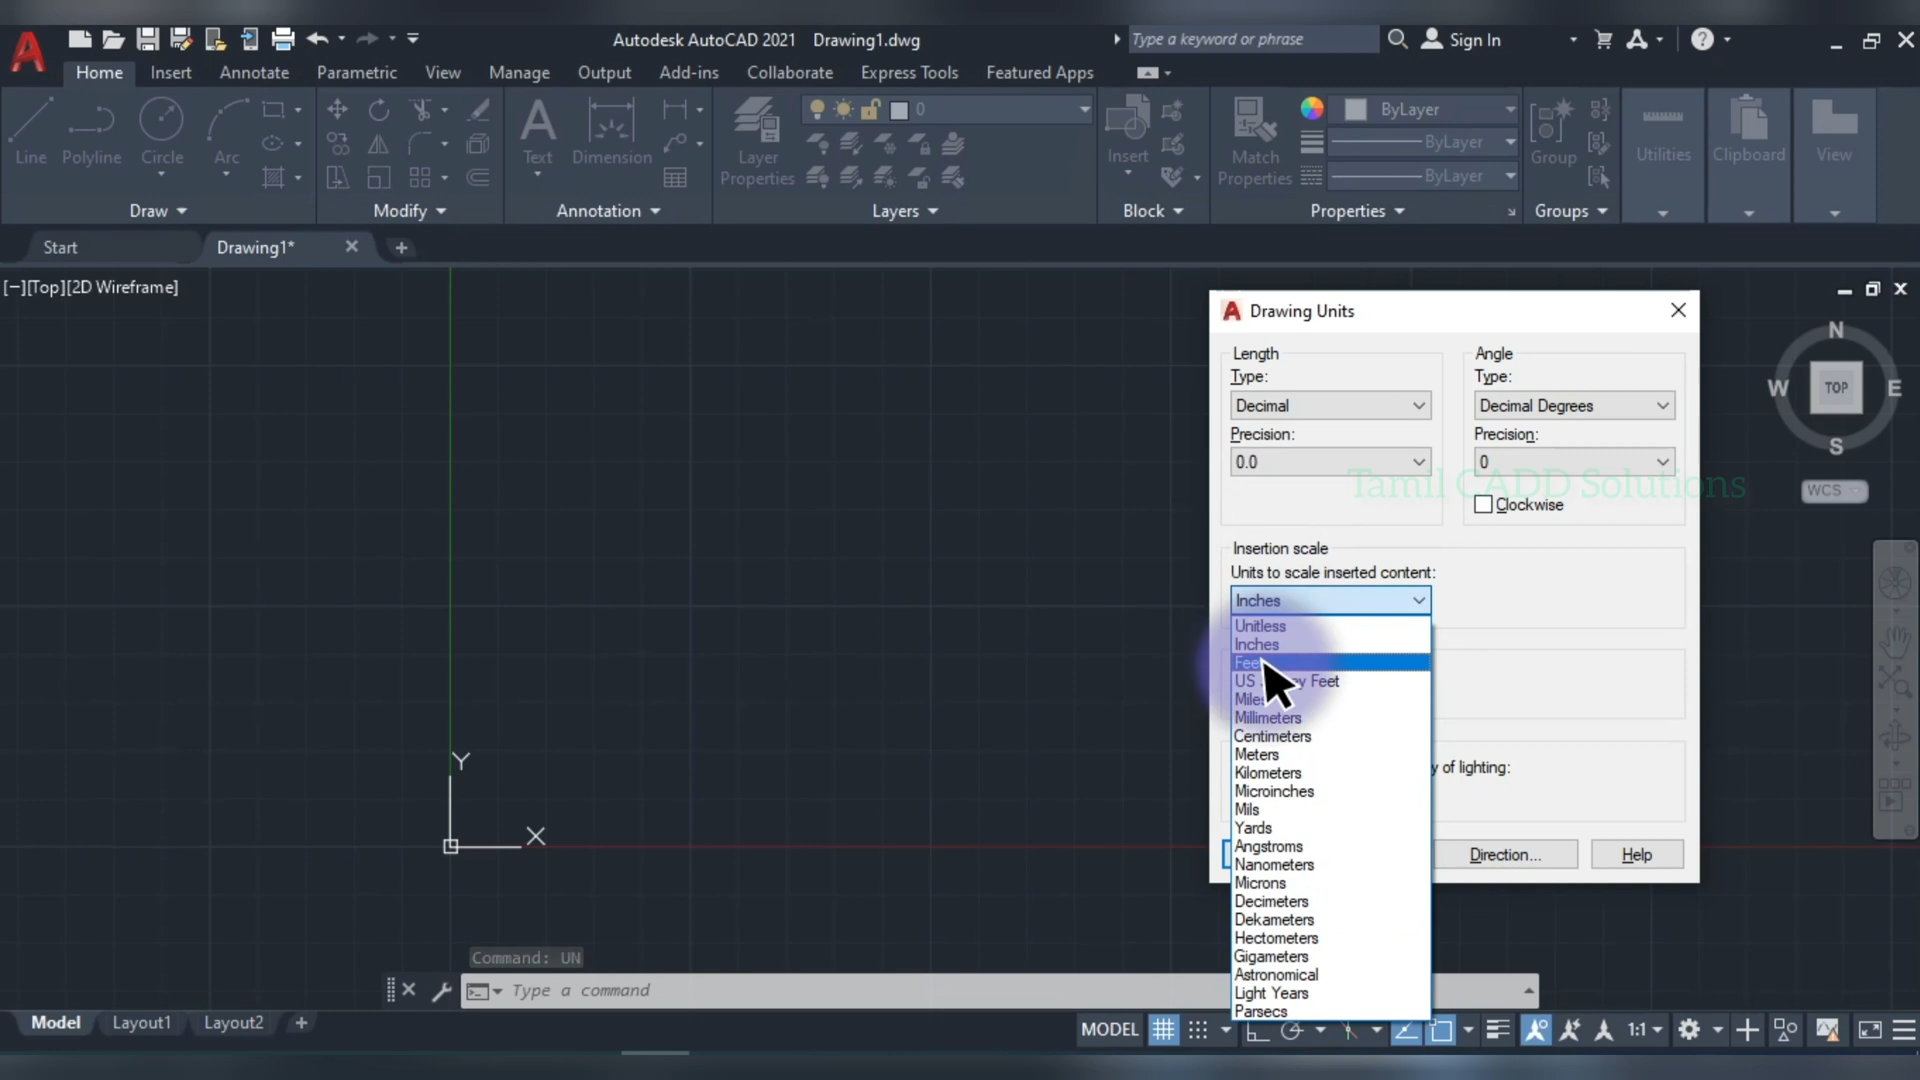 Autodesk AutoCAD 2021 Drawing1.dwg
Type a keyword or phrase
Sign In
Home Insert Annotate Parametric View Manage Output Add-ins Collaborate Express Tools Featured Apps
Line Polyline Circle Arc
Text Dimension
Layer Properties
0
Insert
Match Properties
ByLayer
ByLayer
ByLayer
Group
Utilities Clipboard View
Draw Modify Annotation Layers Block Properties Groups
Start Drawing1*
[−][Top][2D Wireframe]
Drawing Units
Length
Type:
Decimal
Precision:
0.0
Angle
Type:
Decimal Degrees
Precision:
0
Tamil CADD Solutions
Clockwise
N
W TOP E
S
WCS
Insertion scale
Units to scale inserted content:
Inches
Unitless
Inches
US Feet
Miles
Millimeters
Centimeters
Meters
Kilometers
Microinches
Mils
Yards
Angstroms
Nanometers
Microns
Decimeters
Dekameters
Hectometers
Gigameters
Astronomical
Light Years
Parsecs
of lighting:
Direction... Help
Y
X
Command: UN
Type a command
Model Layout1 Layout2
MODEL 1:1